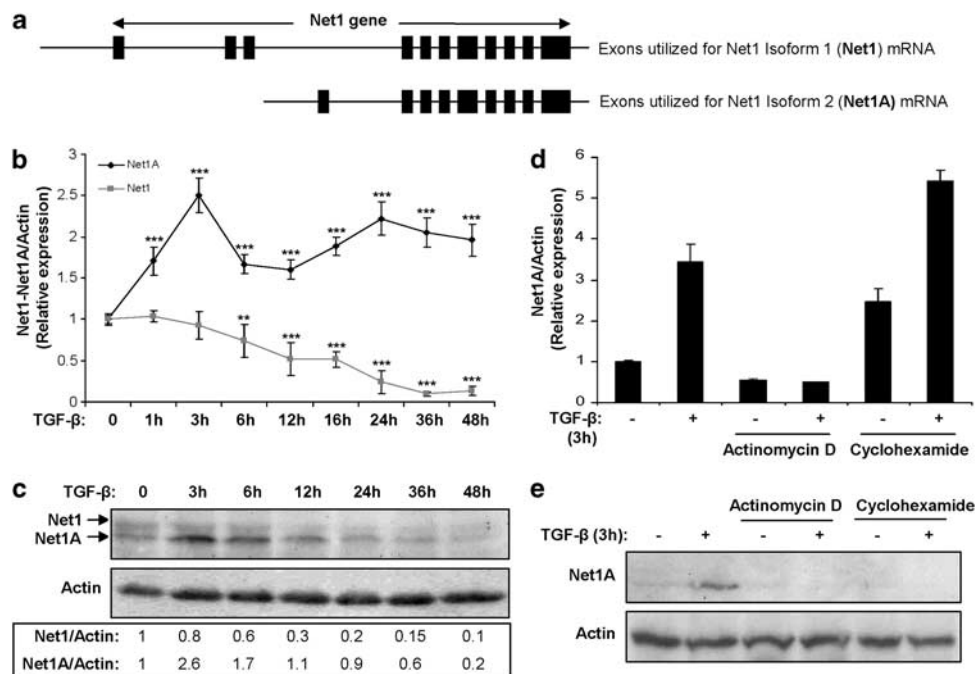 a
Net1 gene
Exons utilized for Net1 Isoform 1 (Net1) mRNA
Exons utilized for Net1 Isoform 2 (Net1A) mRNA
b
Net1-Net1A/Actin
(Relative expression)
3
2.5
2
1.5
1
0.5
0
Net1A
Net1
*** *** *** *** *** *** *** ***
** *** *** *** *** ***
TGF-β: 0 1h 3h 6h 12h 16h 24h 36h 48h
c
TGF-β: 0 3h 6h 12h 24h 36h 48h
Net1
Net1A
Actin
Net1/Actin: 1 0.8 0.6 0.3 0.2 0.15 0.1
Net1A/Actin: 1 2.6 1.7 1.1 0.9 0.6 0.2
d
Net1A/Actin
(Relative expression)
6
5
4
3
2
1
0
TGF-β: - + - + - +
(3h)
Actinomycin D Cyclohexamide
e
Actinomycin D Cyclohexamide
TGF-β (3h): - + - + - +
Net1A
Actin